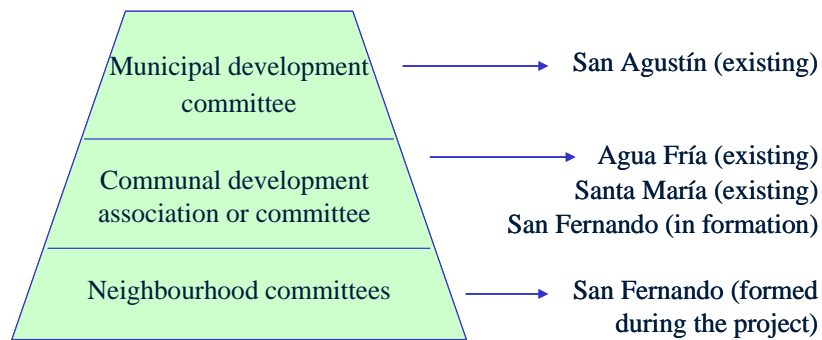 Municipal development
committee
San Agustín (existing)
Communal development
association or committee
Agua Fría (existing)
Santa María (existing)
San Fernando (in formation)
Neighbourhood committees
San Fernando (formed
during the project)